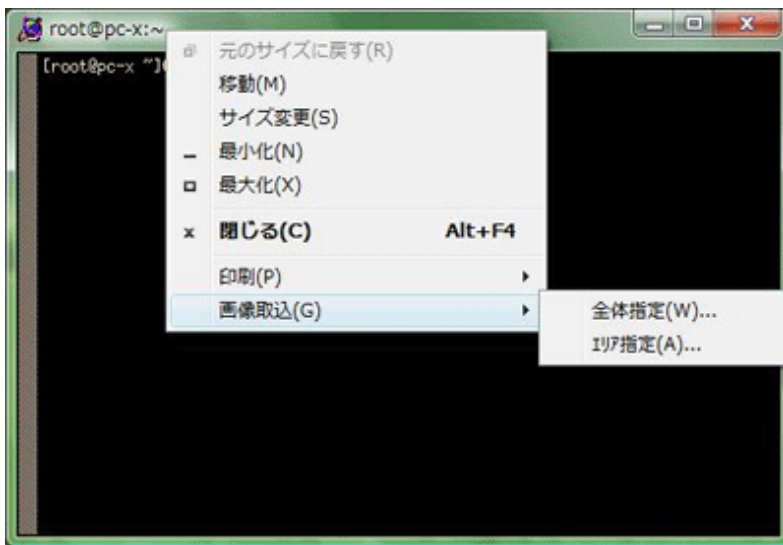 root@pc-x:~
[root@pc-x ~]
元のサイズに戻す(R)
移動(M)
サイズ変更(S)
最小化(N)
最大化(X)
閉じる(C) Alt+F4
印刷(P)
画像取込(G)
全体指定(W)...
ｴﾘｱ指定(A)...